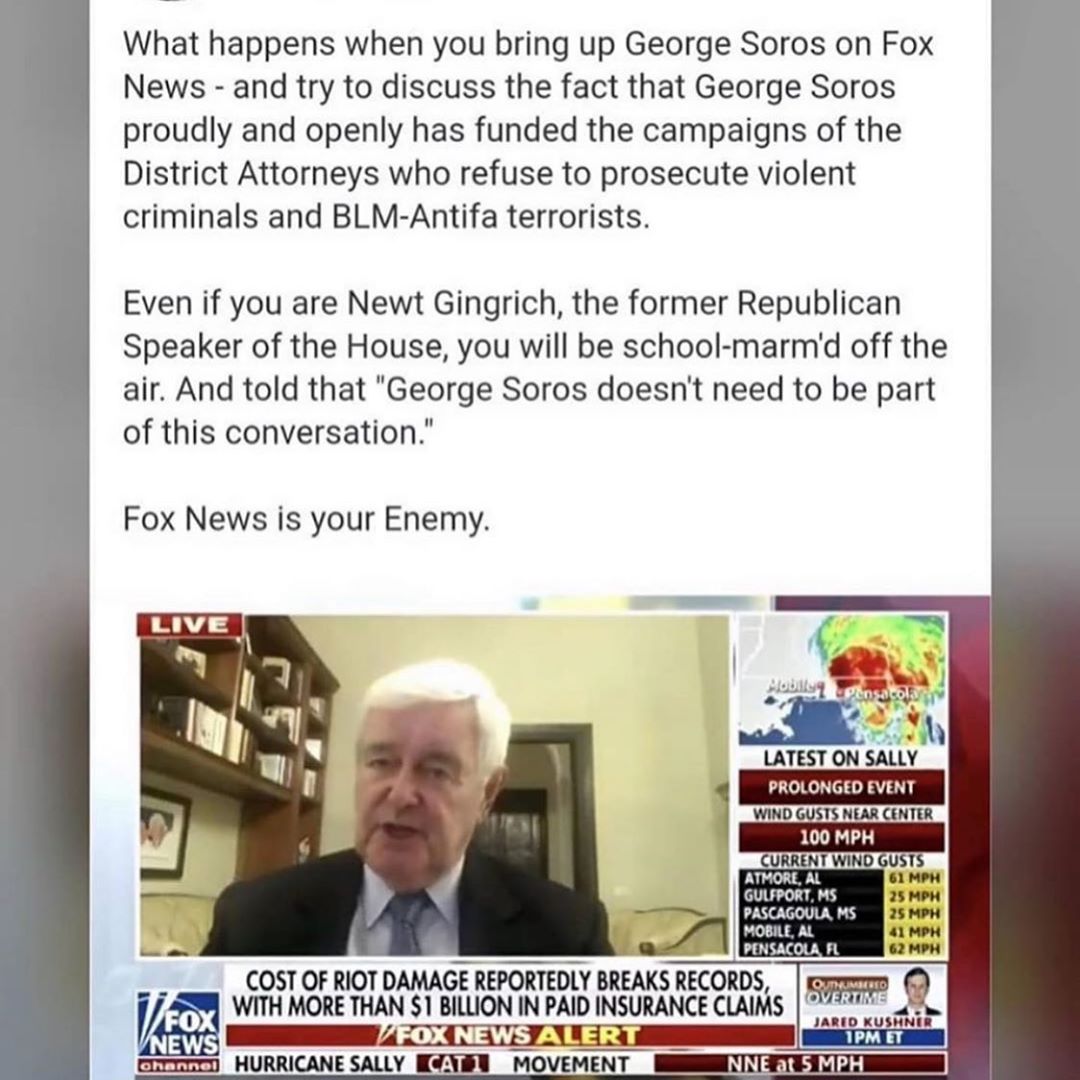 What happens when you bring up George Soros on Fox
News - and try to discuss the fact that George Soros
proudly and openly has funded the campaigns of the
District Attorneys who refuse to prosecute violent
criminals and BLM-Antifa terrorists.
Even if you are Newt Gingrich, the former Republican
Speaker of the House, you will be school-marm'd off the
air. And told that "George Soros doesn't need to be part
of this conversation."
Fox News is your Enemy.
LIVE
Mobile
Pensacola
LATEST ON SALLY
PROLONGED EVENT
WIND GUSTS NEAR CENTER
100 MPH
CURRENT WIND GUSTS
ATMORE, AL 61 MPH
GULFPORT, MS 25 MPH
PASCAGOULA, MS 25 MPH
MOBILE, AL 41 MPH
PENSACOLA, FL 62 MPH
COST OF RIOT DAMAGE REPORTEDLY BREAKS RECORDS,
WITH MORE THAN $1 BILLION IN PAID INSURANCE CLAIMS
FOX NEWS ALERT
OUTNUMBERED
OVERTIME
JARED KUSHNER
1PM ET
FOX
NEWS
channel
HURRICANE SALLY CAT 1 MOVEMENT NNE at 5 MPH